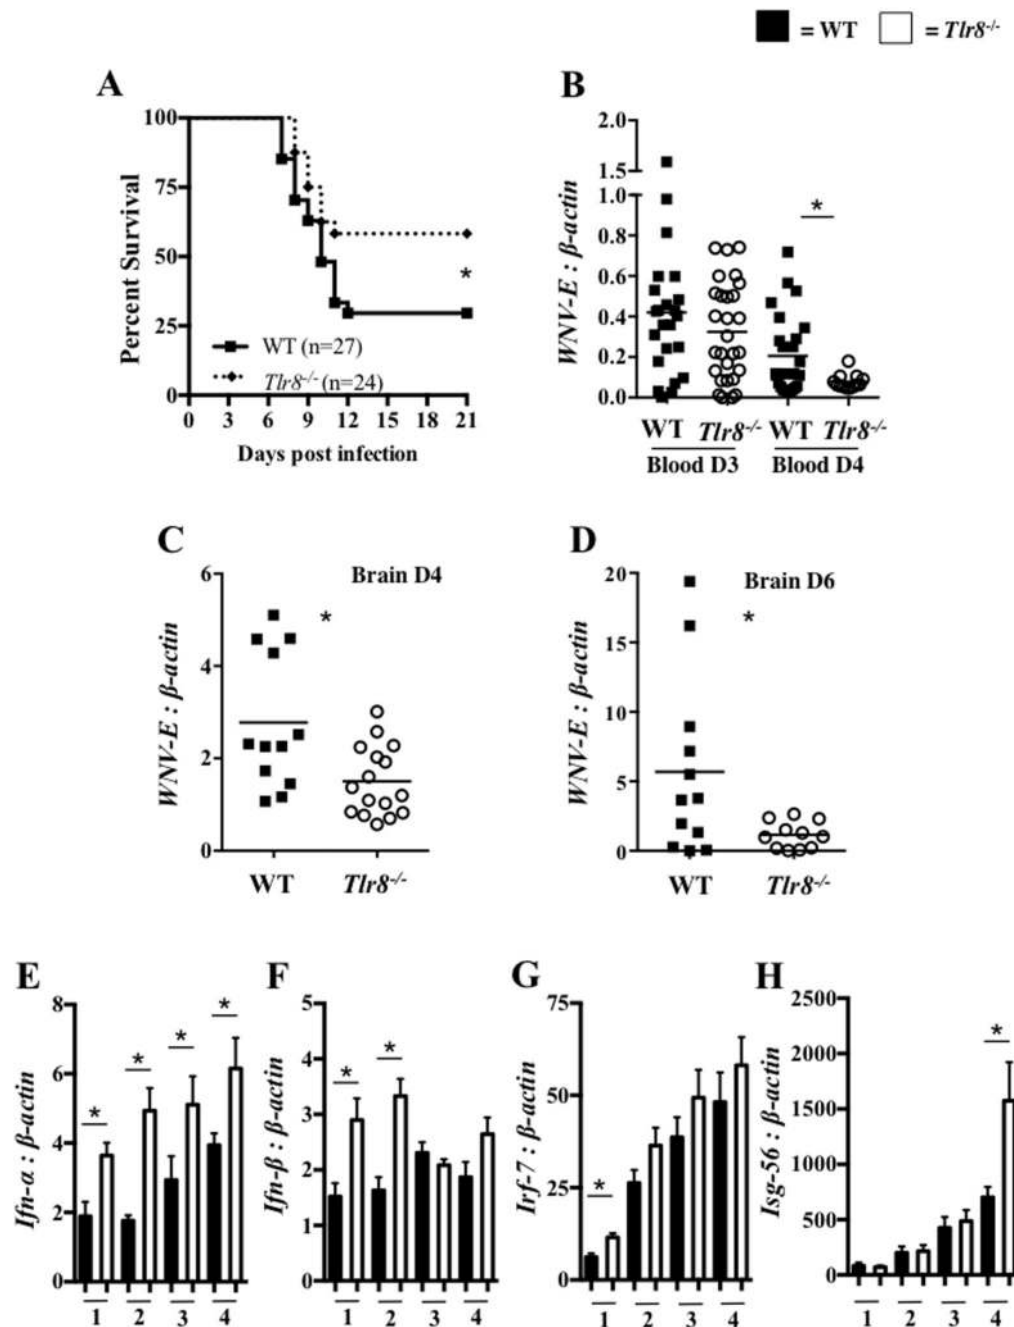 = WT = Tlr8-/-
A
Percent Survival
100
75
50
25
0
*
WT (n=27)
Tlr8-/- (n=24)
0 3 6 9 12 15 18 21
Days post infection
B
WNV-E : β-actin
2.0
1.5
1.0
0.8
0.6
0.4
0.2
0.0
*
WT Tlr8-/- WT Tlr8-/-
Blood D3 Blood D4
C
Brain D4
WNV-E : β-actin
6
4
2
0
*
WT Tlr8-/-
D
Brain D6
WNV-E : β-actin
20
15
10
5
0
*
WT Tlr8-/-
E
Ifn-α : β-actin
8
6
4
2
0
* * * *
1 2 3 4
F
Ifn-β : β-actin
5
4
3
2
1
0
* *
1 2 3 4
G
Irf-7 : β-actin
75
50
25
0
*
1 2 3 4
H
Isg-56 : β-actin
2500
2000
1500
1000
500
0
*
1 2 3 4